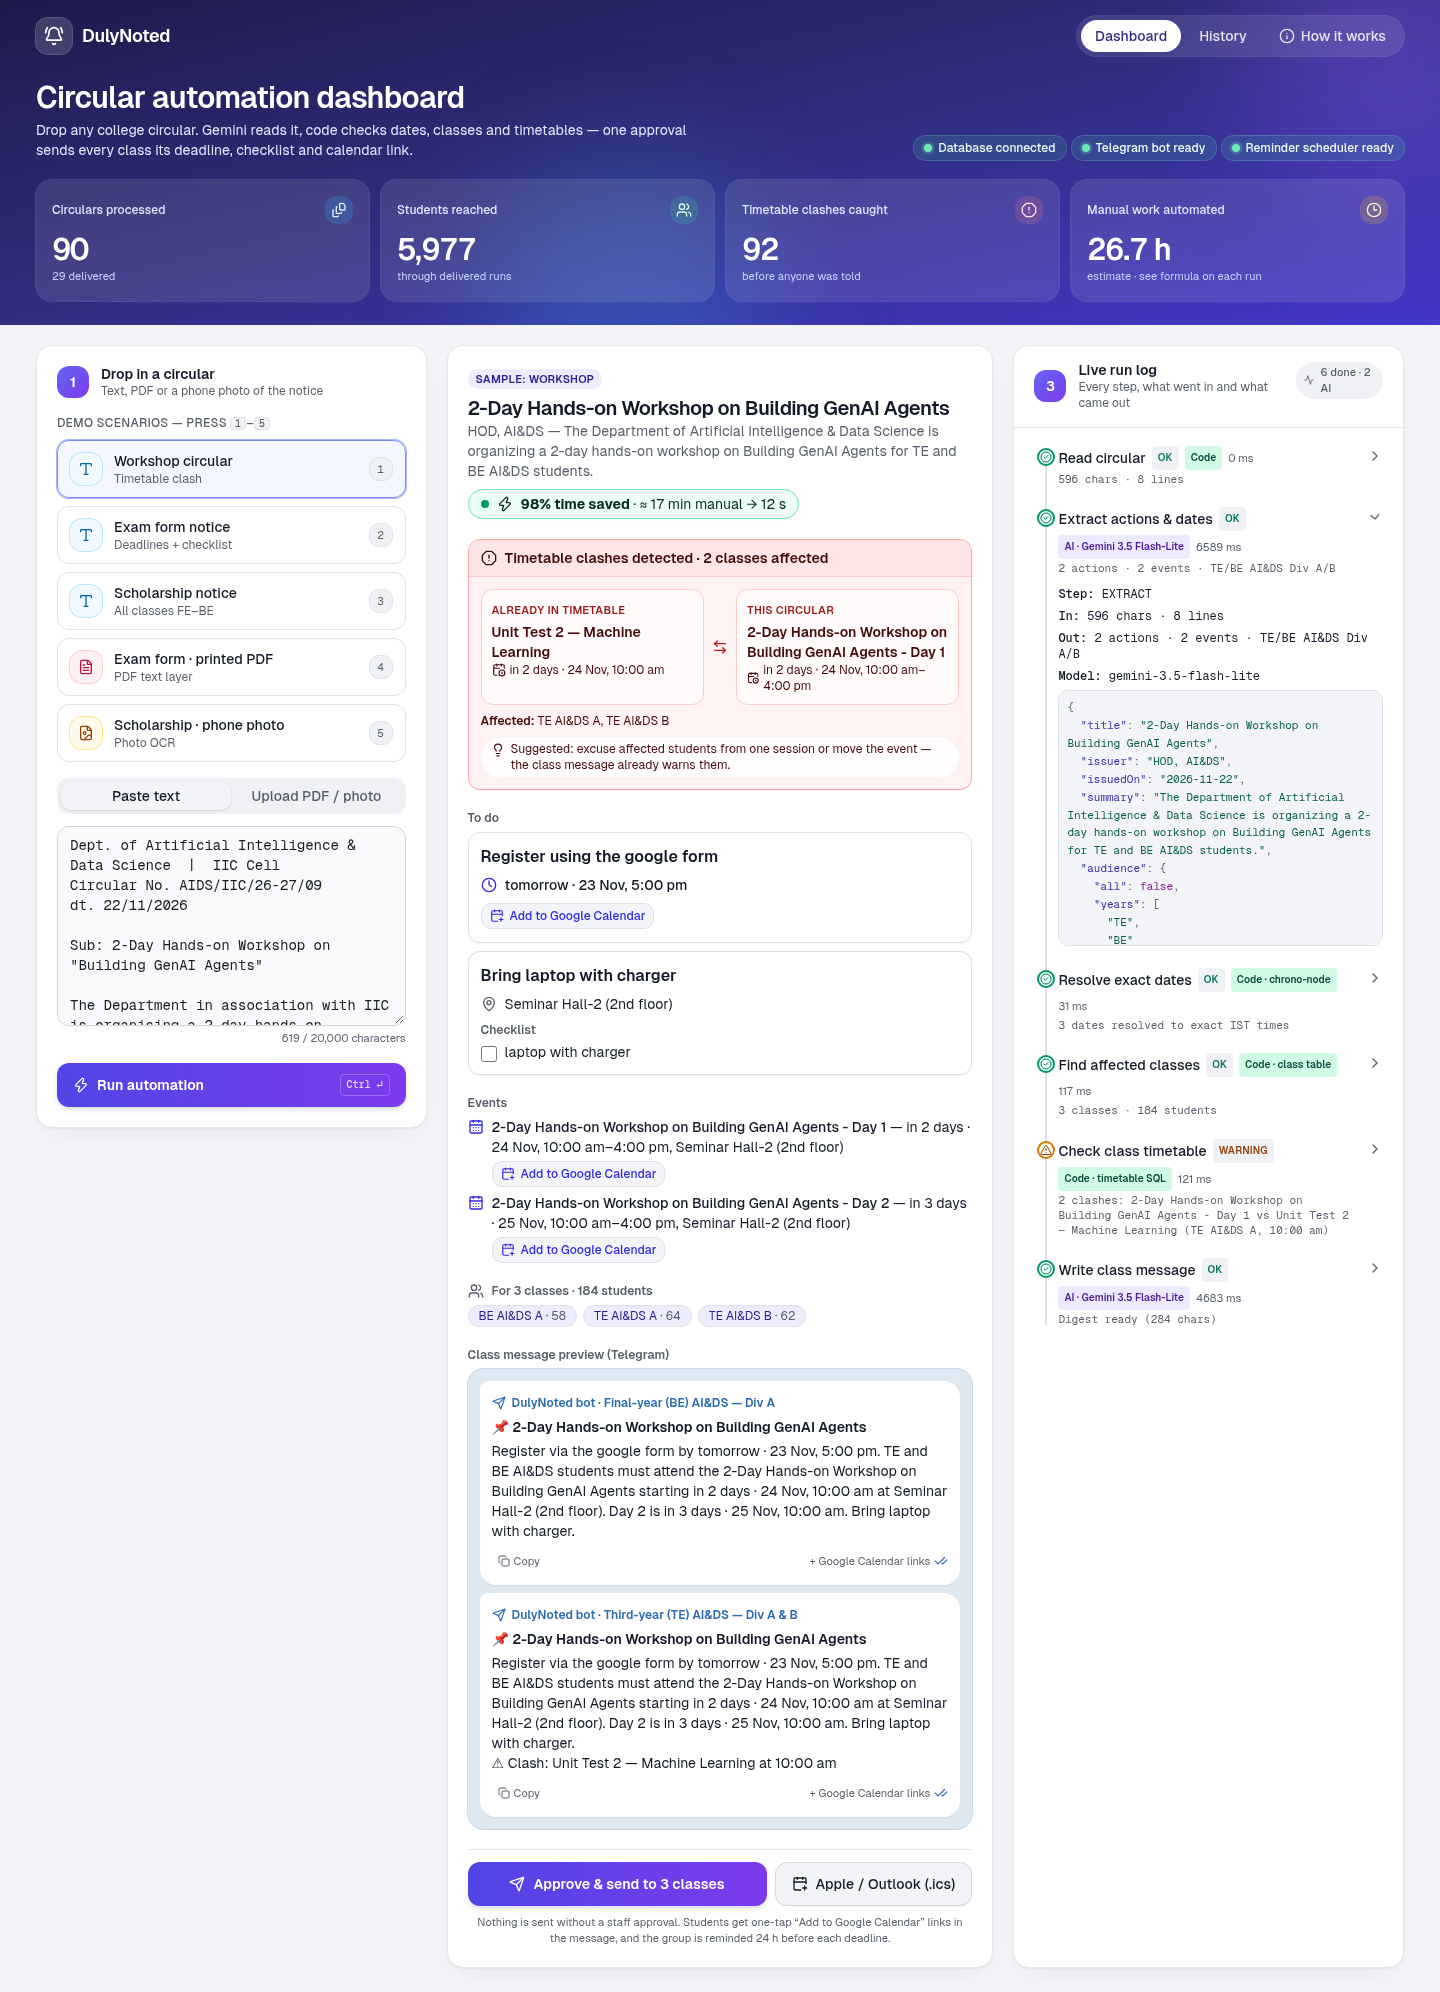 DulyNoted
Dashboard
History
How it works
Circular automation dashboard
Drop any college circular. Gemini reads it, code checks dates, classes and timetables — one approval
sends every class its deadline, checklist and calendar link.
Database connected
Telegram bot ready
Reminder scheduler ready
Circulars processed
90
29 delivered
Students reached
5,977
through delivered runs
Timetable clashes caught
92
before anyone was told
Manual work automated
26.7 h
estimate · see formula on each run
1
Drop in a circular
Text, PDF or a phone photo of the notice
DEMO SCENARIOS — PRESS 1–5
Workshop circular
Timetable clash
1
Exam form notice
Deadlines + checklist
2
Scholarship notice
All classes FE–BE
3
Exam form · printed PDF
PDF text layer
4
Scholarship · phone photo
Photo OCR
5
Paste text
Upload PDF / photo
Dept. of Artificial Intelligence &
Data Science | IIC Cell
Circular No. AIDS/IIC/26-27/09
dt. 22/11/2026
Sub: 2-Day Hands-on Workshop on
"Building GenAI Agents"
The Department in association with IIC
is organising a 2-day hands-on
619 / 20,000 characters
Run automation
Ctrl ⏎
SAMPLE: WORKSHOP
2-Day Hands-on Workshop on Building GenAI Agents
HOD, AI&DS — The Department of Artificial Intelligence & Data Science is
organizing a 2-day hands-on workshop on Building GenAI Agents for TE and
BE AI&DS students.
98% time saved · ≈ 17 min manual → 12 s
Timetable clashes detected · 2 classes affected
ALREADY IN TIMETABLE
Unit Test 2 — Machine
Learning
in 2 days · 24 Nov, 10:00 am
THIS CIRCULAR
2-Day Hands-on Workshop on
Building GenAI Agents - Day 1
in 2 days · 24 Nov, 10:00 am–
4:00 pm
Affected: TE AI&DS A, TE AI&DS B
Suggested: excuse affected students from one session or move the event —
the class message already warns them.
To do
Register using the google form
tomorrow · 23 Nov, 5:00 pm
Add to Google Calendar
Bring laptop with charger
Seminar Hall-2 (2nd floor)
Checklist
laptop with charger
Events
2-Day Hands-on Workshop on Building GenAI Agents - Day 1 — in 2 days ·
24 Nov, 10:00 am–4:00 pm, Seminar Hall-2 (2nd floor)
Add to Google Calendar
2-Day Hands-on Workshop on Building GenAI Agents - Day 2 — in 3 days
· 25 Nov, 10:00 am–4:00 pm, Seminar Hall-2 (2nd floor)
Add to Google Calendar
For 3 classes · 184 students
BE AI&DS A · 58
TE AI&DS A · 64
TE AI&DS B · 62
Class message preview (Telegram)
DulyNoted bot · Final-year (BE) AI&DS — Div A
📌 2-Day Hands-on Workshop on Building GenAI Agents
Register via the google form by tomorrow · 23 Nov, 5:00 pm. TE and
BE AI&DS students must attend the 2-Day Hands-on Workshop on
Building GenAI Agents starting in 2 days · 24 Nov, 10:00 am at Seminar
Hall-2 (2nd floor). Day 2 is in 3 days · 25 Nov, 10:00 am. Bring laptop
with charger.
Copy
+ Google Calendar links
DulyNoted bot · Third-year (TE) AI&DS — Div A & B
📌 2-Day Hands-on Workshop on Building GenAI Agents
Register via the google form by tomorrow · 23 Nov, 5:00 pm. TE and
BE AI&DS students must attend the 2-Day Hands-on Workshop on
Building GenAI Agents starting in 2 days · 24 Nov, 10:00 am at Seminar
Hall-2 (2nd floor). Day 2 is in 3 days · 25 Nov, 10:00 am. Bring laptop
with charger.
⚠ Clash: Unit Test 2 — Machine Learning at 10:00 am
Copy
+ Google Calendar links
Approve & send to 3 classes
Apple / Outlook (.ics)
Nothing is sent without a staff approval. Students get one-tap “Add to Google Calendar” links in
the message, and the group is reminded 24 h before each deadline.
3
Live run log
Every step, what went in and what
came out
6 done · 2
AI
Read circular OK Code 0 ms
596 chars · 8 lines
Extract actions & dates OK
AI · Gemini 3.5 Flash-Lite 6589 ms
2 actions · 2 events · TE/BE AI&DS Div A/B
Step: EXTRACT
In: 596 chars · 8 lines
Out: 2 actions · 2 events · TE/BE AI&DS Div
A/B
Model: gemini-3.5-flash-lite
{
"title": "2-Day Hands-on Workshop on
Building GenAI Agents",
"issuer": "HOD, AI&DS",
"issuedOn": "2026-11-22",
"summary": "The Department of Artificial
Intelligence & Data Science is organizing a 2-
day hands-on workshop on Building GenAI Agents
for TE and BE AI&DS students.",
"audience": {
"all": false,
"years": [
"TE",
"BE"
Resolve exact dates OK Code · chrono-node
31 ms
3 dates resolved to exact IST times
Find affected classes OK Code · class table
117 ms
3 classes · 184 students
Check class timetable WARNING
Code · timetable SQL 121 ms
2 clashes: 2-Day Hands-on Workshop on
Building GenAI Agents - Day 1 vs Unit Test 2
— Machine Learning (TE AI&DS A, 10:00 am)
Write class message OK
AI · Gemini 3.5 Flash-Lite 4683 ms
Digest ready (284 chars)